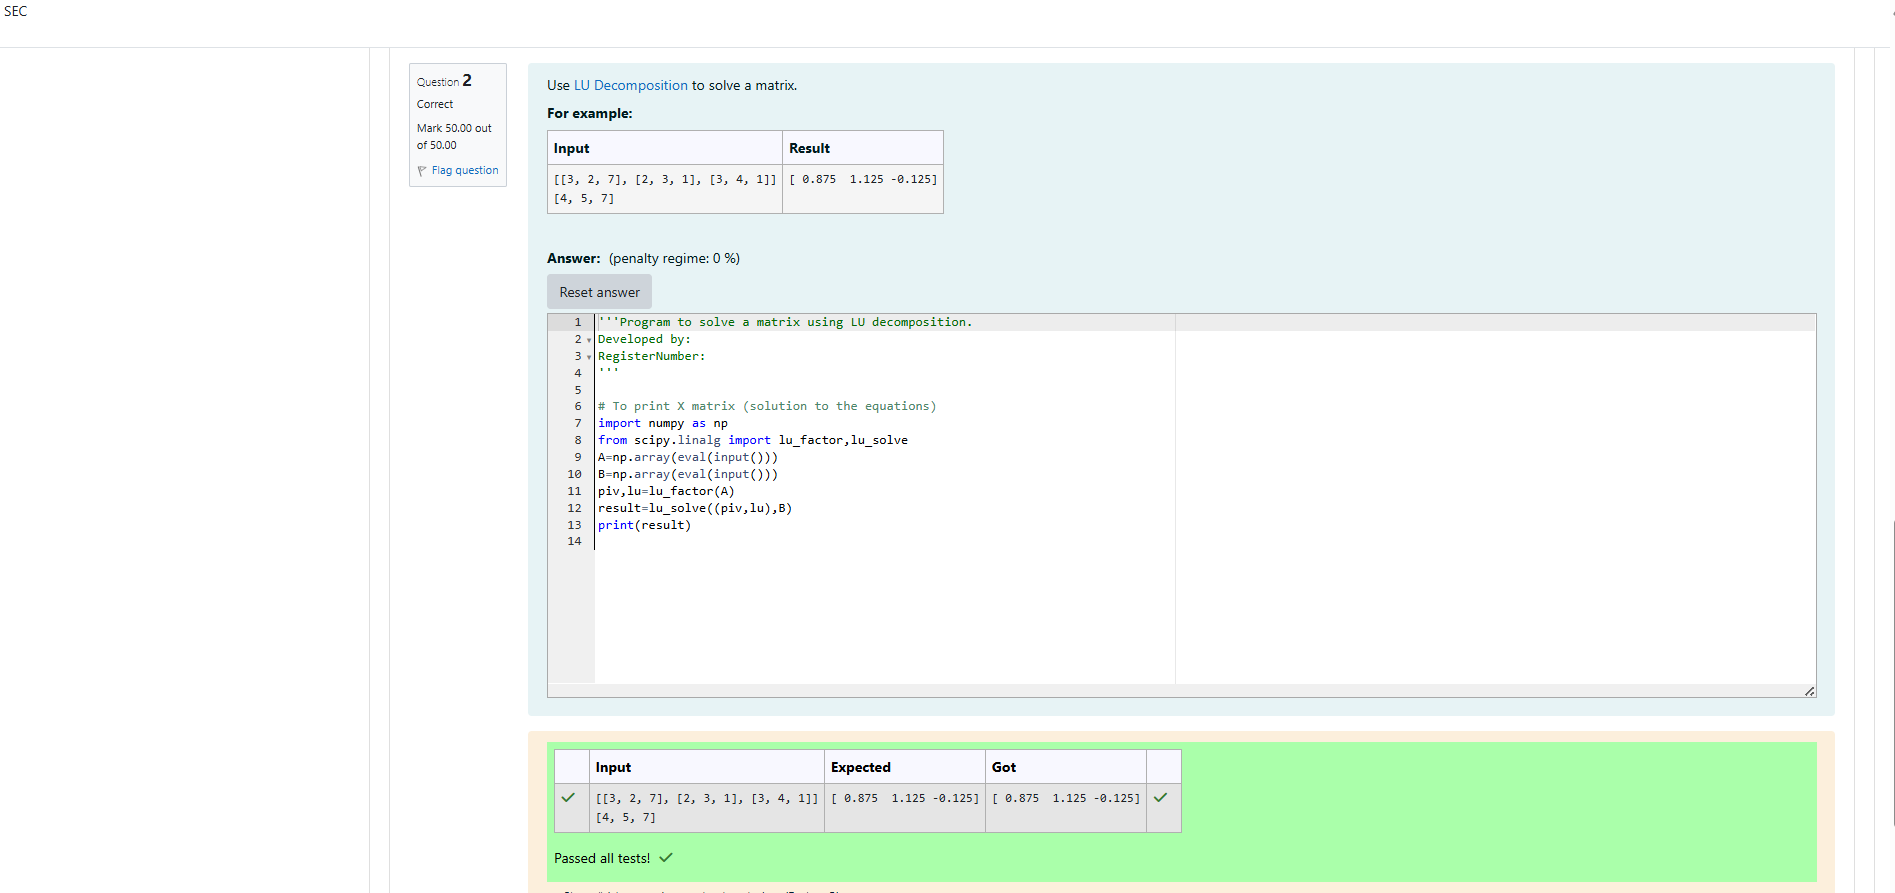 SEC
Question 2
Correct
Mark 50.00 out
of 50.00
Flag question
Use LU Decomposition to solve a matrix.
For example:
Input Result
[[3, 2, 7], [2, 3, 1], [3, 4, 1]] [ 0.875  1.125 -0.125]
[4, 5, 7]
Answer: (penalty regime: 0 %)
Reset answer
1 '''Program to solve a matrix using LU decomposition.
2 Developed by:
3 RegisterNumber:
4 '''
5
6 # To print X matrix (solution to the equations)
7 import numpy as np
8 from scipy.linalg import lu_factor,lu_solve
9 A=np.array(eval(input()))
10 B=np.array(eval(input()))
11 piv,lu=lu_factor(A)
12 result=lu_solve((piv,lu),B)
13 print(result)
14
Input Expected Got
[[3, 2, 7], [2, 3, 1], [3, 4, 1]] [ 0.875  1.125 -0.125] [ 0.875  1.125 -0.125]
[4, 5, 7]
Passed all tests!